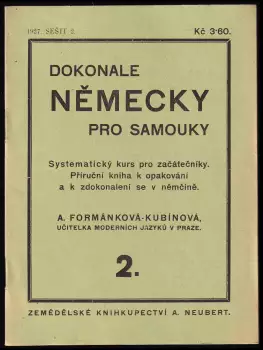 1927. SEŠIT 2.
Kč 3·60.
DOKONALE
NĚMECKY
PRO SAMOUKY
Systematický kurs pro začátečníky.
Příruční kniha k opakování
a k zdokonalení se v němčině.
A. FORMÁNKOVÁ-KUBÍNOVÁ,
UČITELKA MODERNÍCH JAZYKŮ V PRAZE.
2.
ZEMĚDĚLSKÉ KNIHKUPECTVÍ A. NEUBERT.